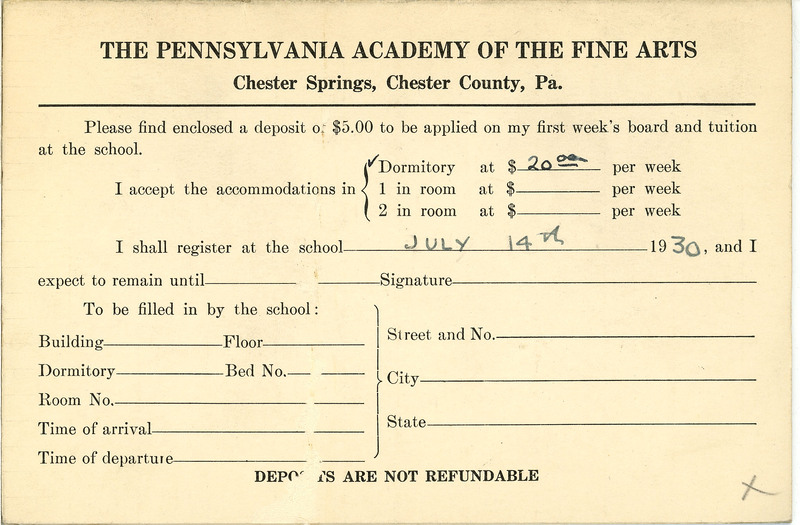 THE PENNSYLVANIA ACADEMY OF THE FINE ARTS
Chester Springs, Chester County, Pa.
Please find enclosed a deposit of $5.00 to be applied on my first week's board and tuition
at the school.
✓Dormitory at $ 20.00 per week
I accept the accommodations in { 1 in room at $ per week
2 in room at $ per week
I shall register at the school JULY 14th 1930, and I
expect to remain until Signature
To be filled in by the school:
Building Floor
Dormitory Bed No.
Room No.
Time of arrival
Time of departure
Street and No.
City
State
DEPOSITS ARE NOT REFUNDABLE
X